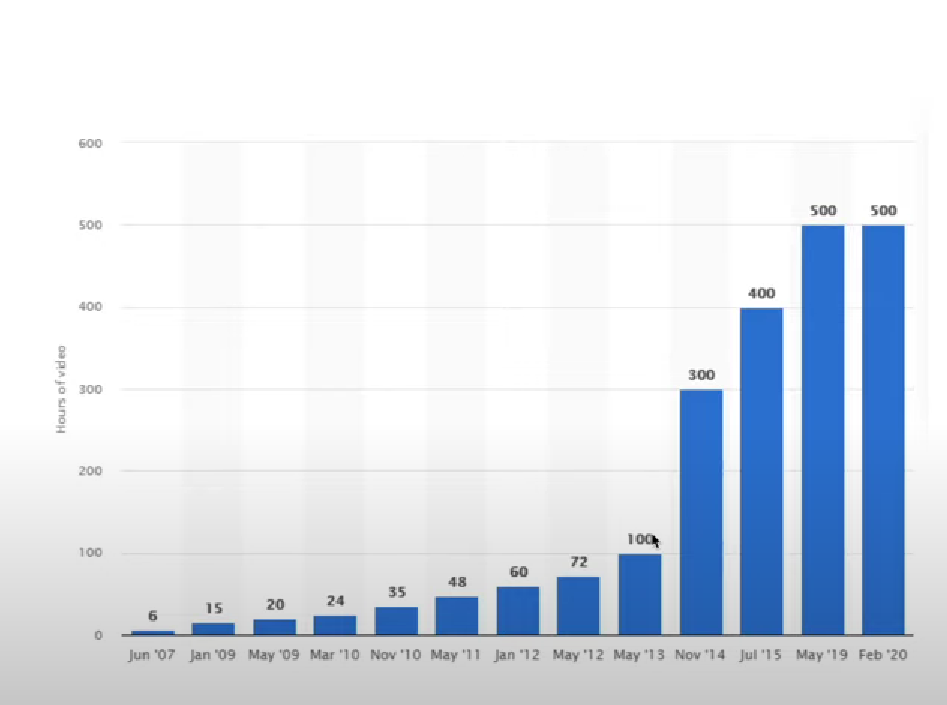 600
500
400
300
200
100
0
Hours of video
6
15
20
24
35
48
60
72
100
300
400
500
500
Jun '07
Jan '09
May '09
Mar '10
Nov '10
May '11
Jan '12
May '12
May '13
Nov '14
Jul '15
May '19
Feb '20